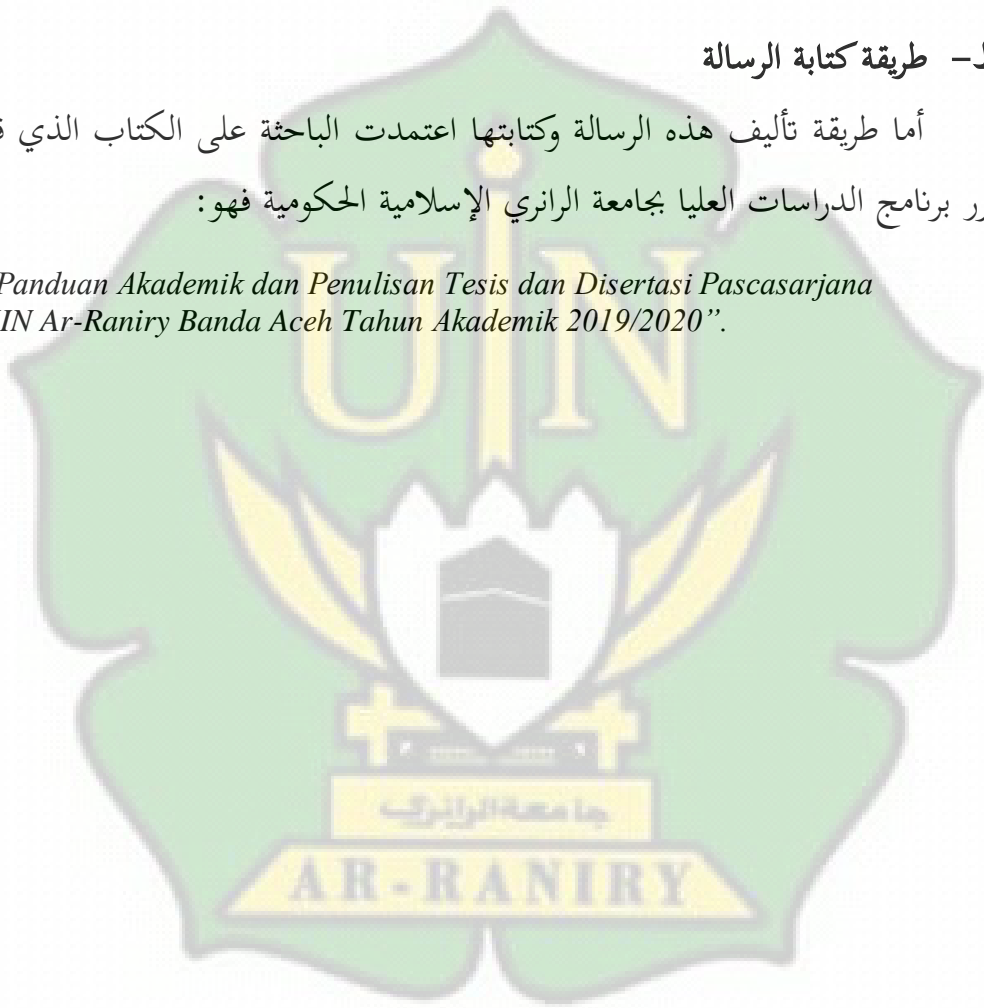 طريقة كتابة الرسالة
أما طريقة تأليف هذه الرسالة وكتابتها اعتمدت الباحثة على الكتاب الذي
برنامج الدراسات العليا بجامعة الرانري الإسلامية الحكومية فهو:
Panduan Akademik dan Penulisan Tesis dan Disertasi Pascasarjana
Ar-Raniry Banda Aceh Tahun Akademik 2019/2020”.
UIN
جامعة الرانري
AR-RANIRY